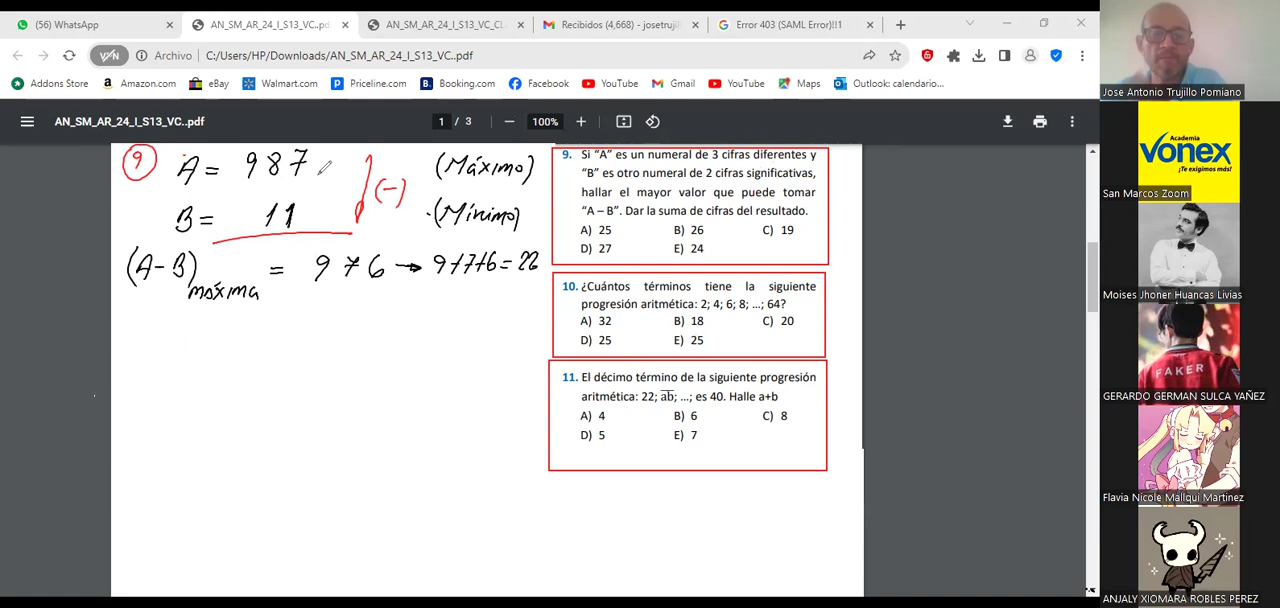 (56) WhatsApp
AN_SM_AR_24_I_S13_VC..pd
AN_SM_AR_24_I_S13_VC_CL
Recibidos (4,668) - josetrujill
Error 403 (SAML Error)!!1
Archivo C:/Users/HP/Downloads/AN_SM_AR_24_I_S13_VC..pdf
Addons Store Amazon.com eBay Walmart.com Priceline.com Booking.com Facebook YouTube Gmail YouTube Maps Outlook: calendario...
AN_SM_AR_24_I_S13_VC..pdf 1 / 3 100%
9 A = 987 (-) (Máximo)
B = 11 (Mínimo)
(A-B) máxima = 976 → 9+7+6=22
9. Si “A” es un numeral de 3 cifras diferentes y
“B” es otro numeral de 2 cifras significativas,
hallar el mayor valor que puede tomar
“A – B”. Dar la suma de cifras del resultado.
A) 25 B) 26 C) 19
D) 27 E) 24
10. ¿Cuántos términos tiene la siguiente
progresión aritmética: 2; 4; 6; 8; ...; 64?
A) 32 B) 18 C) 20
D) 25 E) 25
11. El décimo término de la siguiente progresión
aritmética: 22; a̅b̅; ...; es 40. Halle a+b
A) 4 B) 6 C) 8
D) 5 E) 7
Jose Antonio Trujillo Pomiano
Academia
Vonex
¡Te exigimos más!
San Marcos Zoom
Moises Jhoner Huancas Livias
FAKER
GERARDO GERMAN SULCA YAÑEZ
Flavia Nicole Mallqui Martinez
ANJALY XIOMARA ROBLES PEREZ